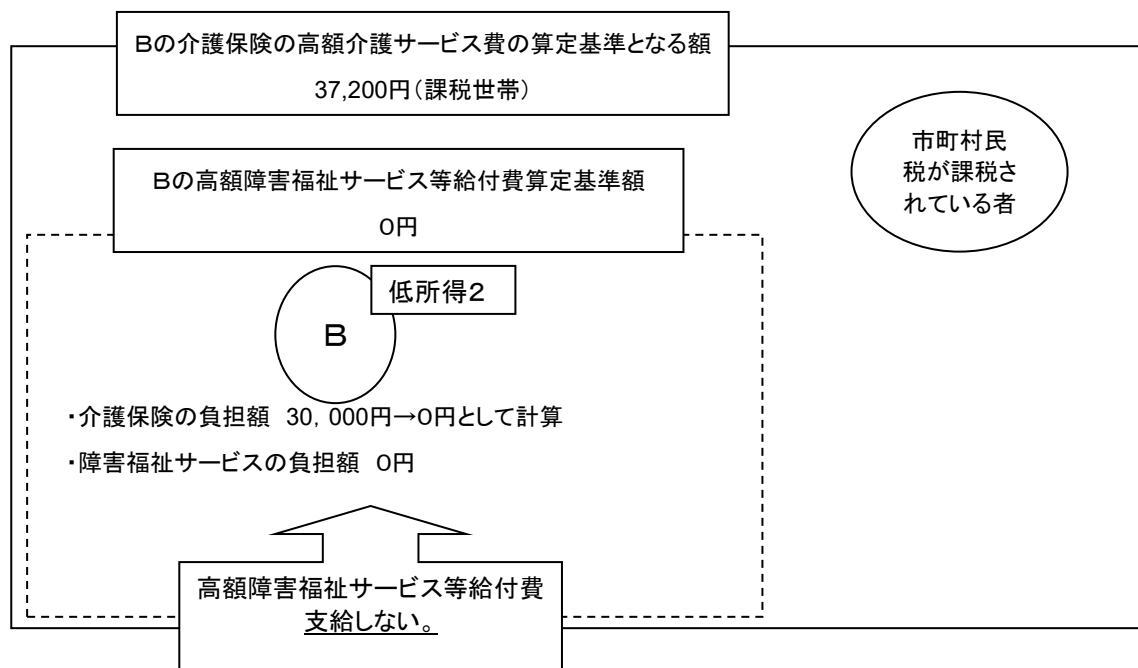 Bの介護保険の高額介護サービス費の算定基準となる額
37,200円(課税世帯)
市町村民
税が課税さ
れている者
Bの高額障害福祉サービス等給付費算定基準額
0円
低所得2
B
・介護保険の負担額 30,000円→0円として計算
・障害福祉サービスの負担額 0円
高額障害福祉サービス等給付費
支給しない。